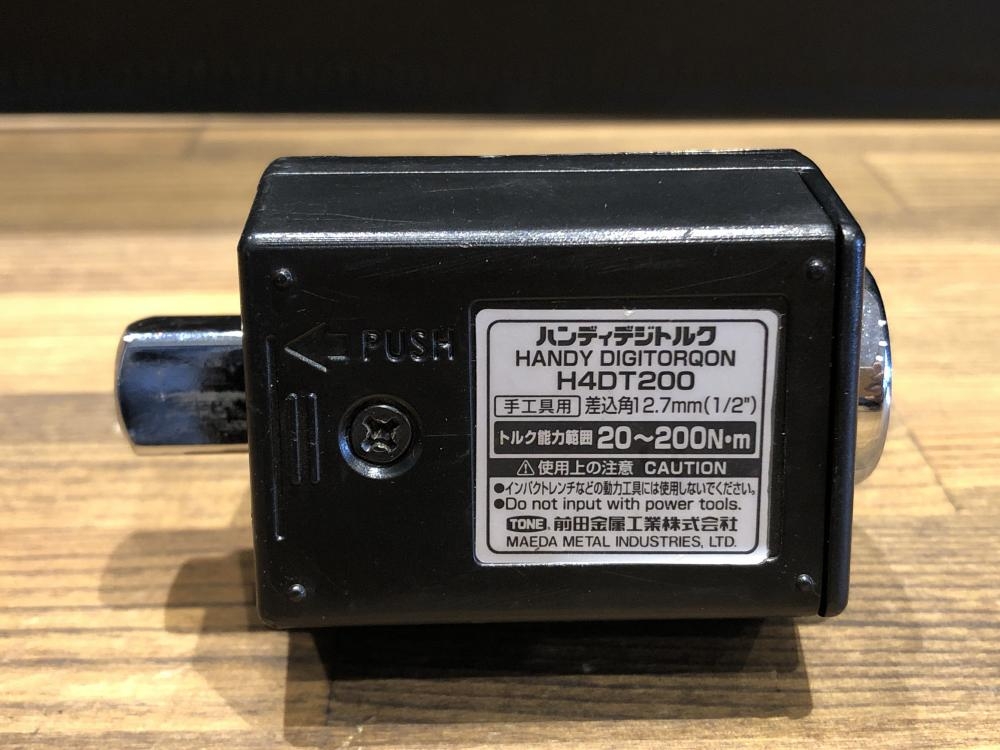 PUSH
ハンディデジトルク
HANDY DIGITORQON
H4DT200
手工具用 差込角12.7mm(1/2")
トルク能力範囲 20～200N・m
⚠使用上の注意 CAUTION
●インパクトレンチなどの動力工具には使用しないでください。
●Do not input with power tools.
TONE® 前田金属工業株式会社
MAEDA METAL INDUSTRIES, LTD.